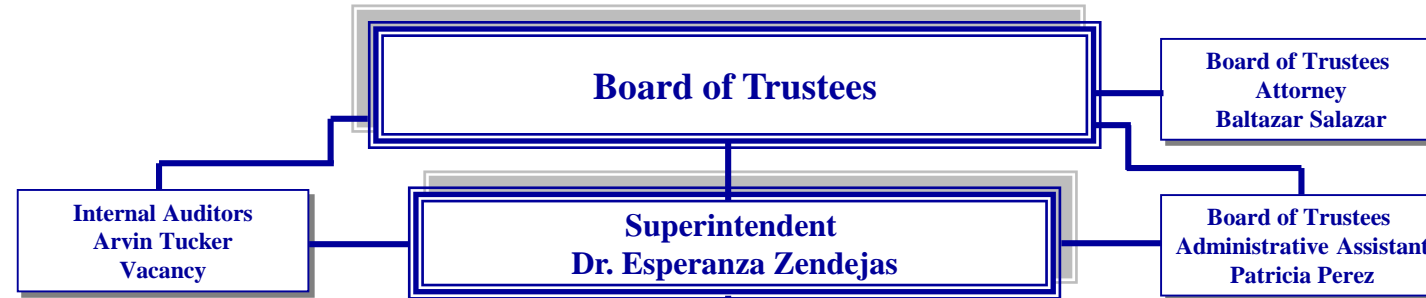 Board of Trustees
Board of Trustees
Attorney
Baltazar Salazar
Internal Auditors
Arvin Tucker
Vacancy
Superintendent
Dr. Esperanza Zendejas
Board of Trustees
Administrative Assistant
Patricia Perez